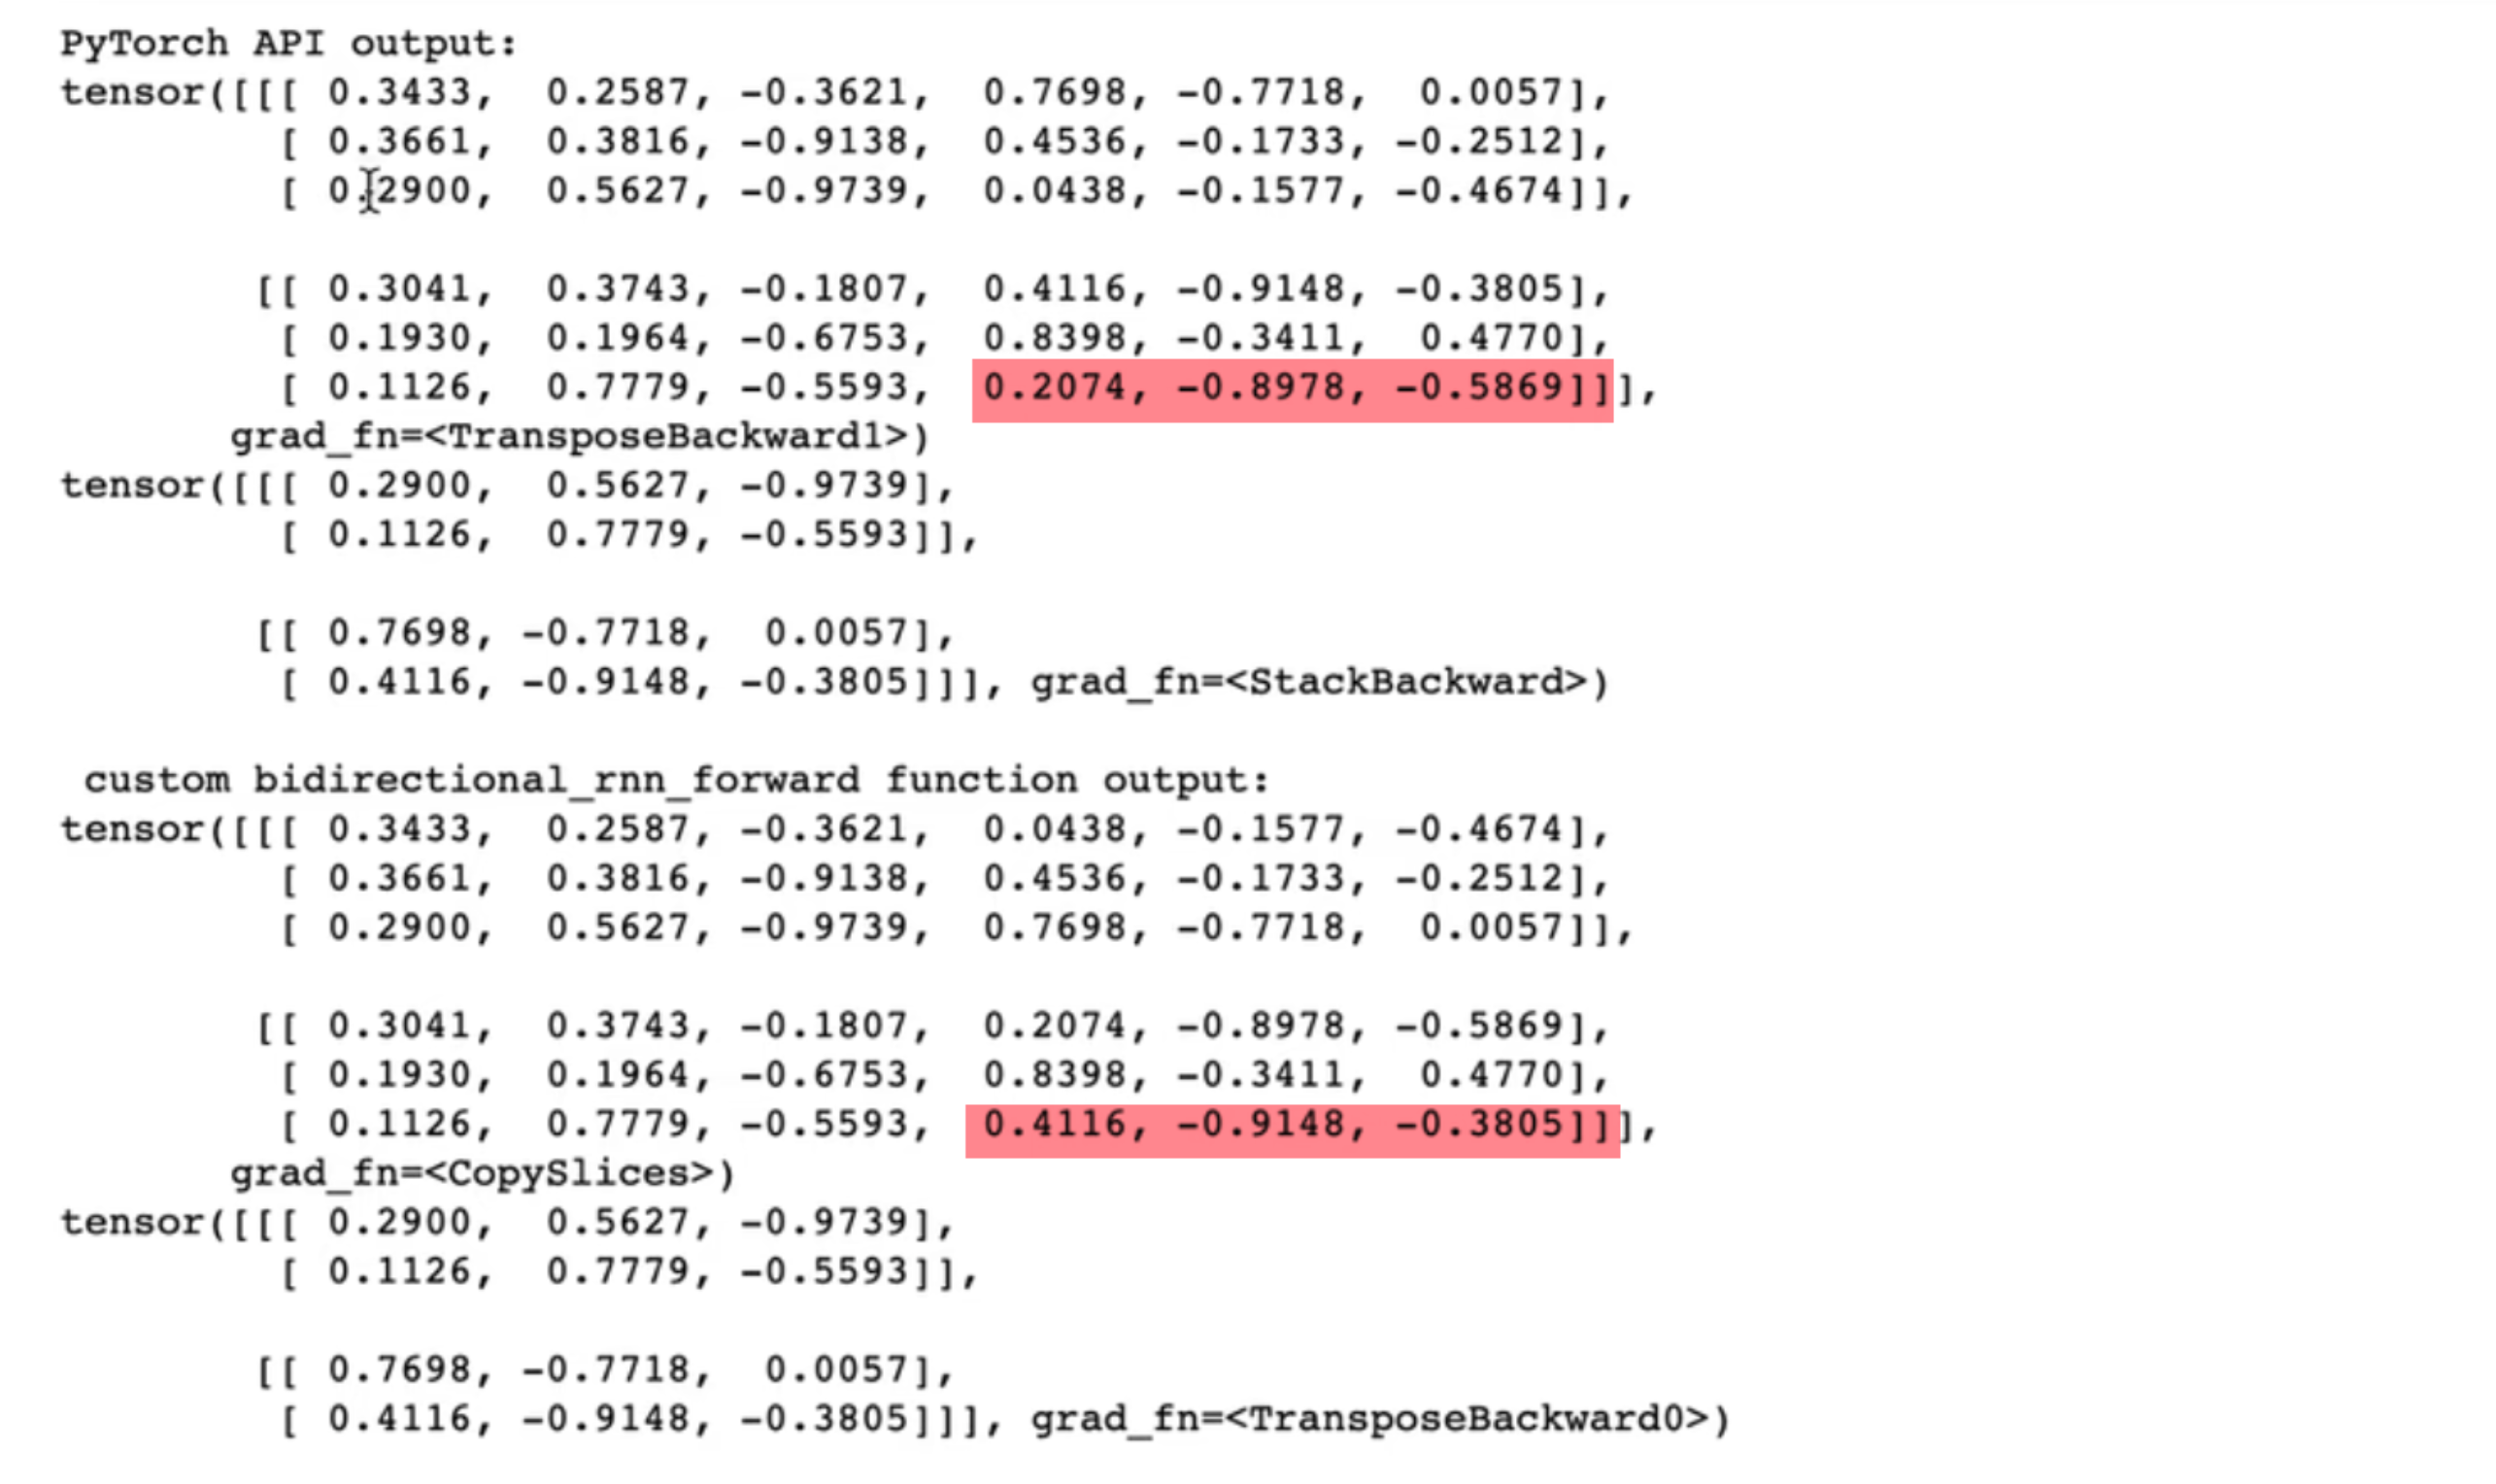 PyTorch API output:
tensor([[[ 0.3433,  0.2587, -0.3621,  0.7698, -0.7718,  0.0057],
         [ 0.3661,  0.3816, -0.9138,  0.4536, -0.1733, -0.2512],
         [ 0.2900,  0.5627, -0.9739,  0.0438, -0.1577, -0.4674]],
        [[ 0.3041,  0.3743, -0.1807,  0.4116, -0.9148, -0.3805],
         [ 0.1930,  0.1964, -0.6753,  0.8398, -0.3411,  0.4770],
         [ 0.1126,  0.7779, -0.5593,  0.2074, -0.8978, -0.5869]]],
       grad_fn=<TransposeBackward1>)
tensor([[[ 0.2900,  0.5627, -0.9739],
         [ 0.1126,  0.7779, -0.5593]],
        [[ 0.7698, -0.7718,  0.0057],
         [ 0.4116, -0.9148, -0.3805]]], grad_fn=<StackBackward>)
 custom bidirectional_rnn_forward function output:
tensor([[[ 0.3433,  0.2587, -0.3621,  0.0438, -0.1577, -0.4674],
         [ 0.3661,  0.3816, -0.9138,  0.4536, -0.1733, -0.2512],
         [ 0.2900,  0.5627, -0.9739,  0.7698, -0.7718,  0.0057]],
        [[ 0.3041,  0.3743, -0.1807,  0.2074, -0.8978, -0.5869],
         [ 0.1930,  0.1964, -0.6753,  0.8398, -0.3411,  0.4770],
         [ 0.1126,  0.7779, -0.5593,  0.4116, -0.9148, -0.3805]]],
       grad_fn=<CopySlices>)
tensor([[[ 0.2900,  0.5627, -0.9739],
         [ 0.1126,  0.7779, -0.5593]],
        [[ 0.7698, -0.7718,  0.0057],
         [ 0.4116, -0.9148, -0.3805]]], grad_fn=<TransposeBackward0>)